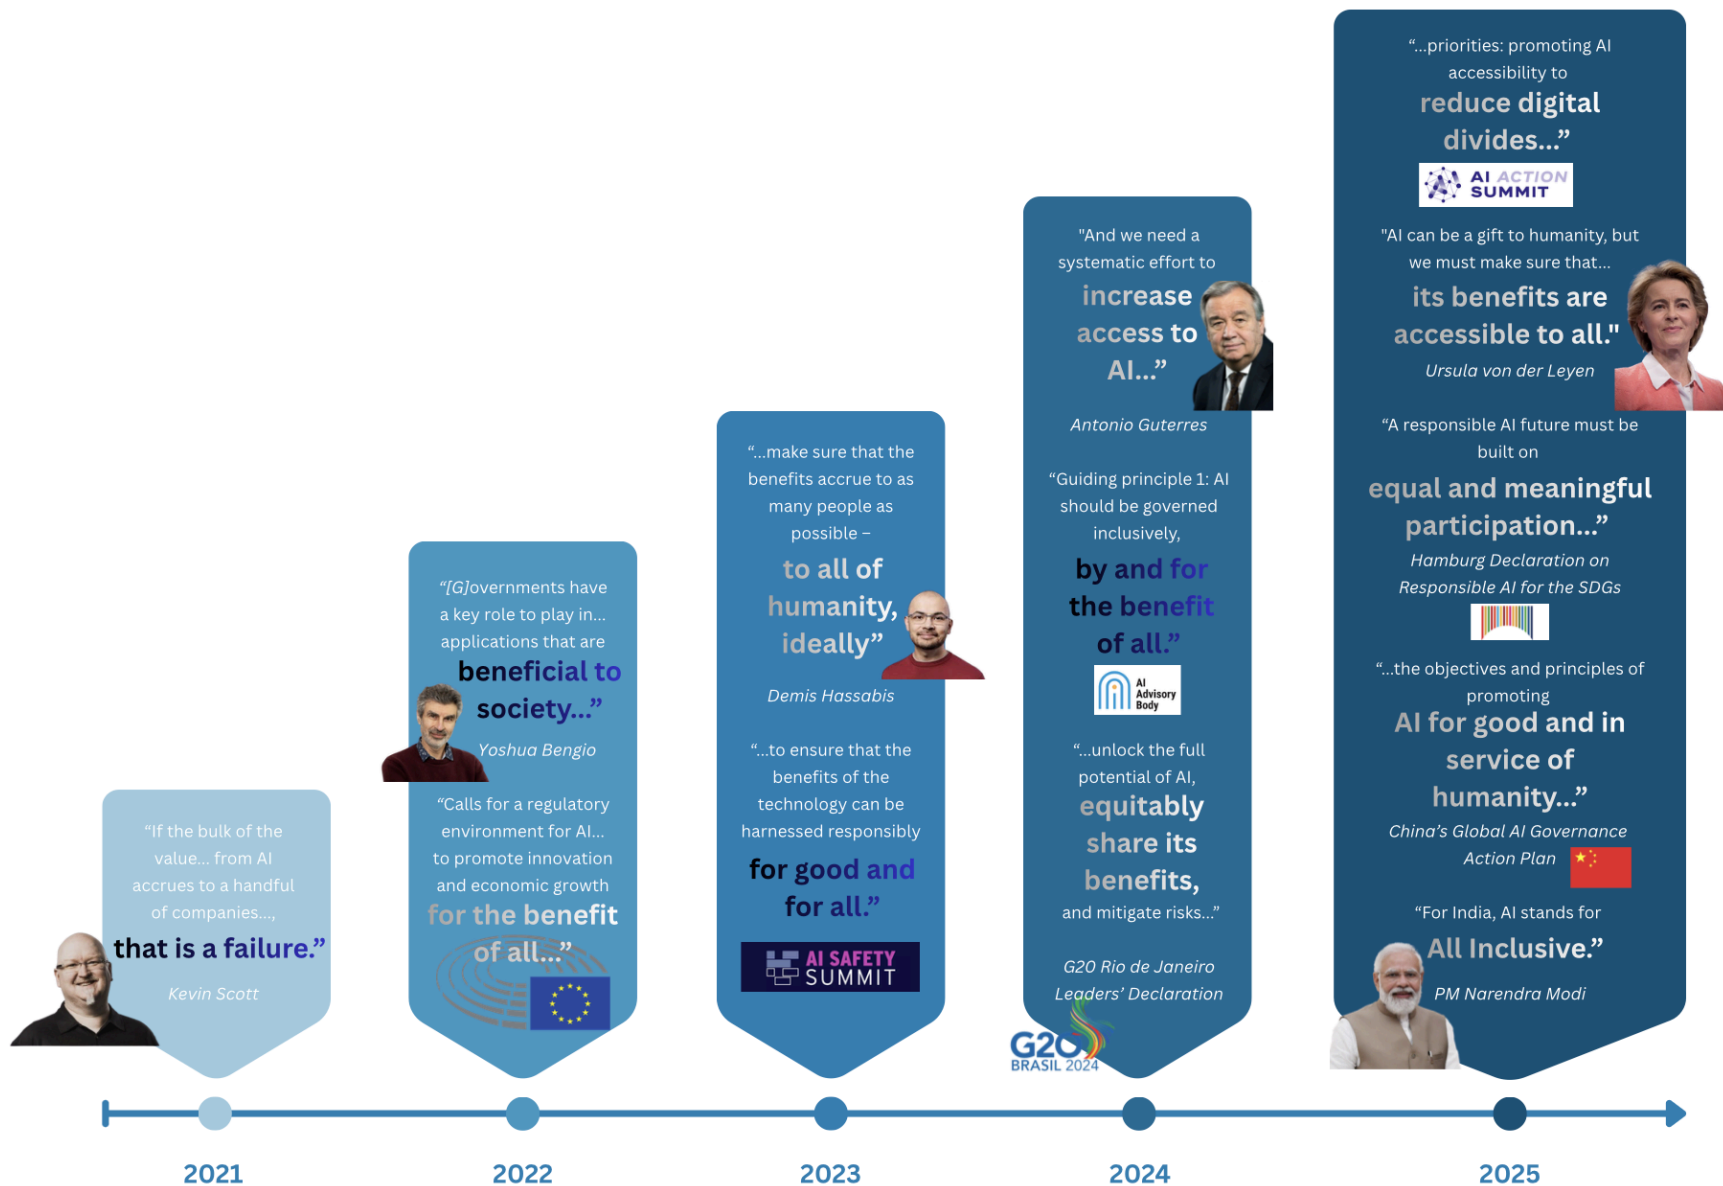 “If the bulk of the
value... from AI
accrues to a handful
of companies...,
that is a failure.”
Kevin Scott
“[G]overnments have
a key role to play in...
applications that are
beneficial to
society...”
Yoshua Bengio
“Calls for a regulatory
environment for AI...
to promote innovation
and economic growth
for the benefit
of all...”
“...make sure that the
benefits accrue to as
many people as
possible –
to all of
humanity,
ideally”
Demis Hassabis
“...to ensure that the
benefits of the
technology can be
harnessed responsibly
for good and
for all.”
AI SAFETY
SUMMIT
"And we need a
systematic effort to
increase
access to
AI...”
Antonio Guterres
“Guiding principle 1: AI
should be governed
inclusively,
by and for
the benefit
of all.”
AI
Advisory
Body
“...unlock the full
potential of AI,
equitably
share its
benefits,
and mitigate risks...”
G20 Rio de Janeiro
Leaders’ Declaration
G20
BRASIL 2024
“...priorities: promoting AI
accessibility to
reduce digital
divides...”
AI ACTION
SUMMIT
"AI can be a gift to humanity, but
we must make sure that...
its benefits are
accessible to all."
Ursula von der Leyen
“A responsible AI future must be
built on
equal and meaningful
participation...”
Hamburg Declaration on
Responsible AI for the SDGs
“...the objectives and principles of
promoting
AI for good and in
service of
humanity...”
China’s Global AI Governance
Action Plan
“For India, AI stands for
All Inclusive.”
PM Narendra Modi
2021
2022
2023
2024
2025